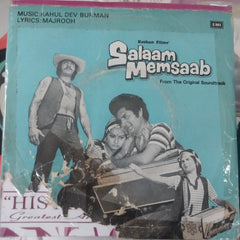 MUSIC: RAHUL DEV BURMAN
LYRICS: MAJROOH
EMI
Salaam
Memsaab
From The Original Soundtrack
"HIS
Greatest